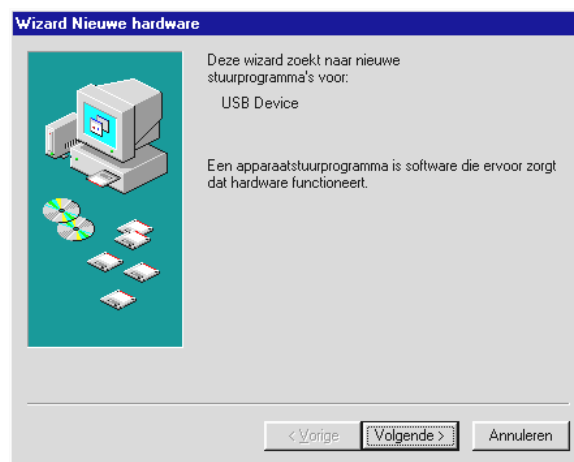 Wizard Nieuwe hardware
Deze wizard zoekt naar nieuwe
stuurprogramma's voor:
USB Device
Een apparaatstuurprogramma is software die ervoor zorgt
dat hardware functioneert.
< Vorige
Volgende >
Annuleren